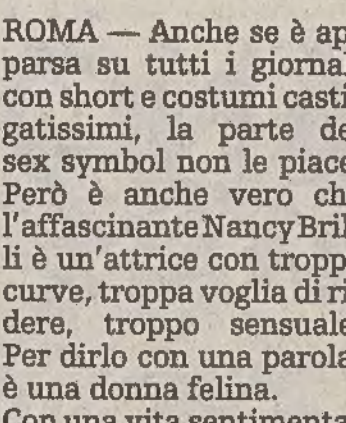 ROMA — Anche se è ap
parsa su tutti i giornal
con short e costumi casti
gatissimi, la parte de
sex symbol non le piace
Però è anche vero ch
l'affascinante Nancy Bril
li è un'attrice con tropp
curve, troppa voglia di ri
dere, troppo sensuale
Per dirlo con una parola
è una donna felina.
Con una vita sentimenta